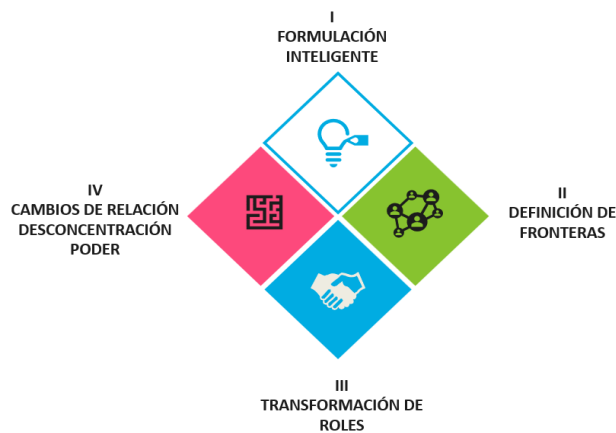 I
FORMULACIÓN
INTELIGENTE
IV
CAMBIOS DE RELACIÓN
DESCONCENTRACIÓN
PODER
II
DEFINICIÓN DE
FRONTERAS
III
TRANSFORMACIÓN DE
ROLES